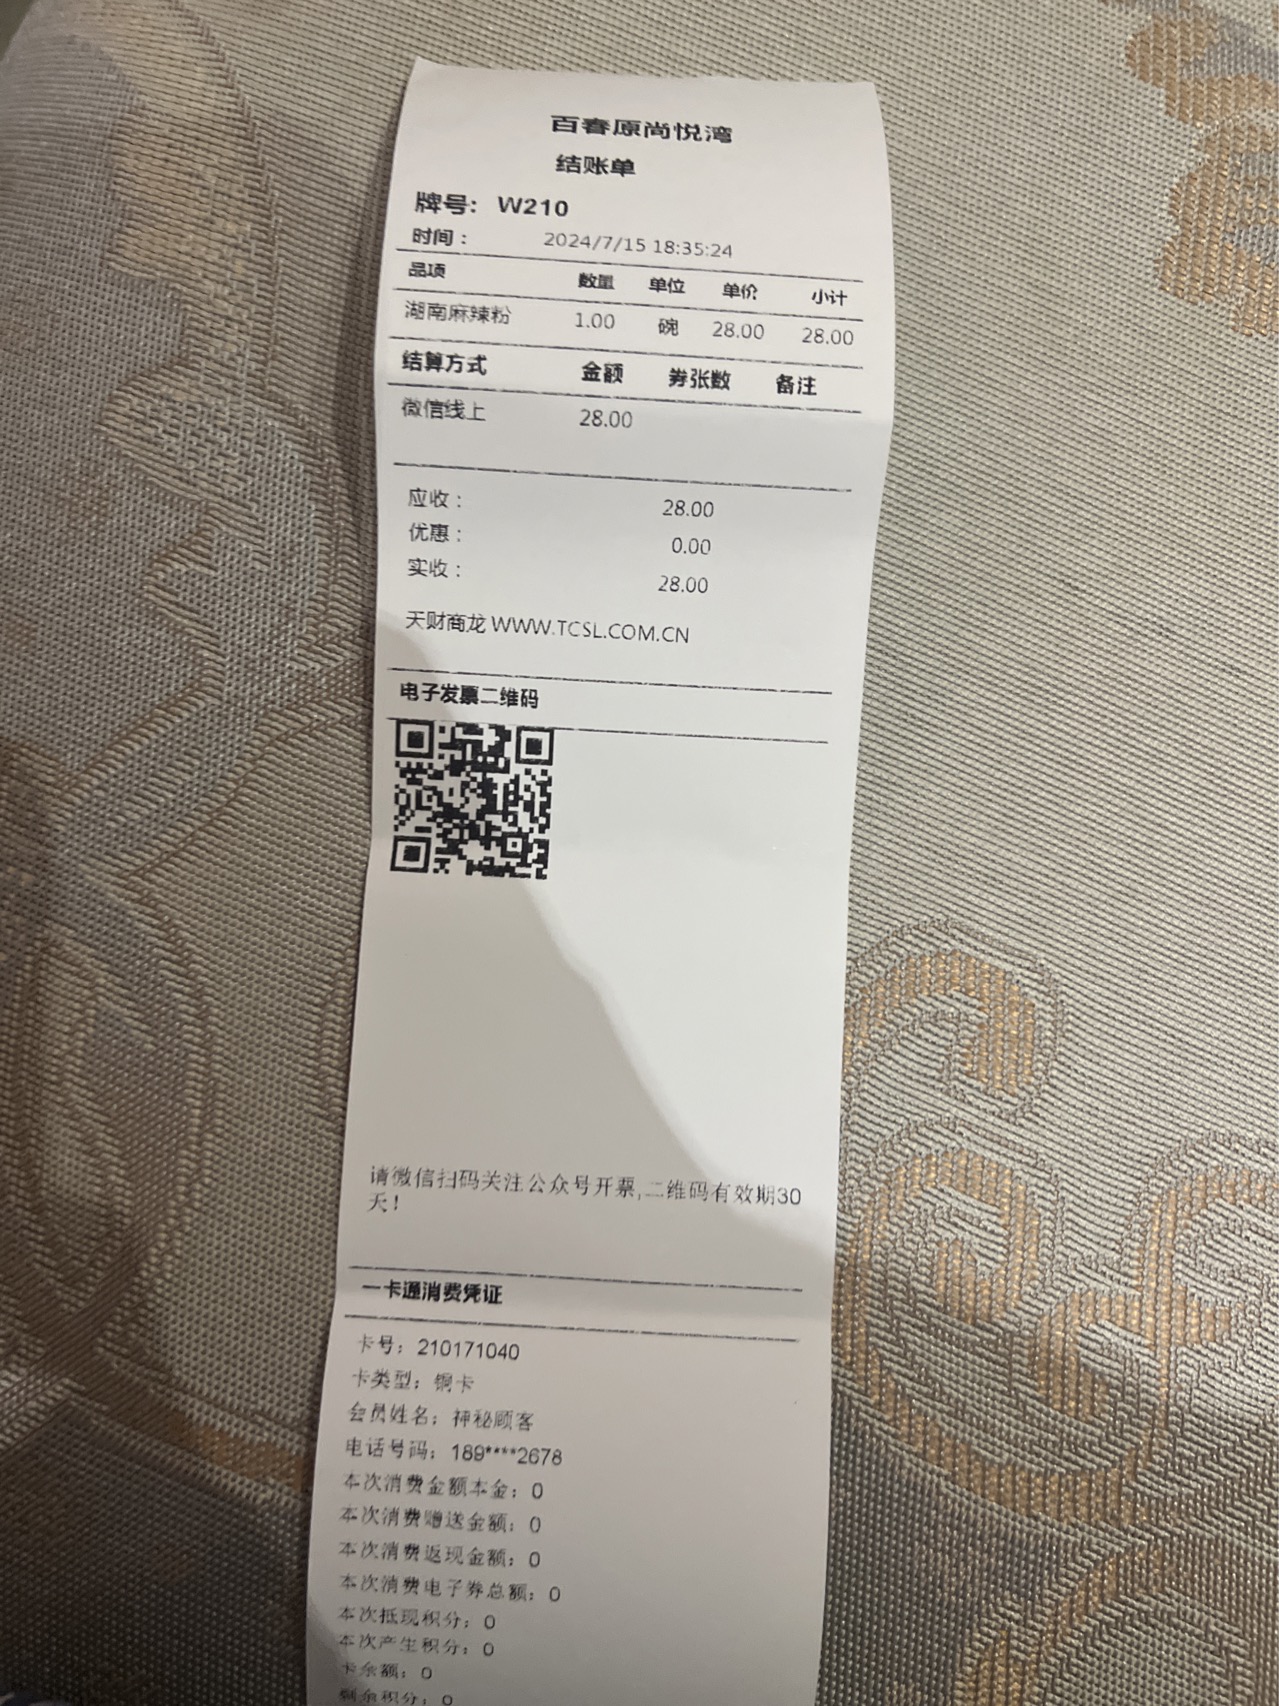 百春原尚悦湾
结账单
牌号： W210
时间： 2024/7/15 18:35:24
品项 数量 单位 单价 小计
湖南麻辣粉 1.00 碗 28.00 28.00
结算方式 金额 券张数 备注
微信线上 28.00
应收： 28.00
优惠： 0.00
实收： 28.00
天财商龙 WWW.TCSL.COM.CN
电子发票二维码
请微信扫码关注公众号开票,二维码有效期30
天！
一卡通消费凭证
卡号：210171040
卡类型：铜卡
会员姓名：神秘顾客
电话号码：189****2678
本次消费金额本金：0
本次消费赠送金额：0
本次消费返现金额：0
本次消费电子券总额：0
本次抵现积分：0
本次产生积分：0
卡余额：0
剩余积分：0